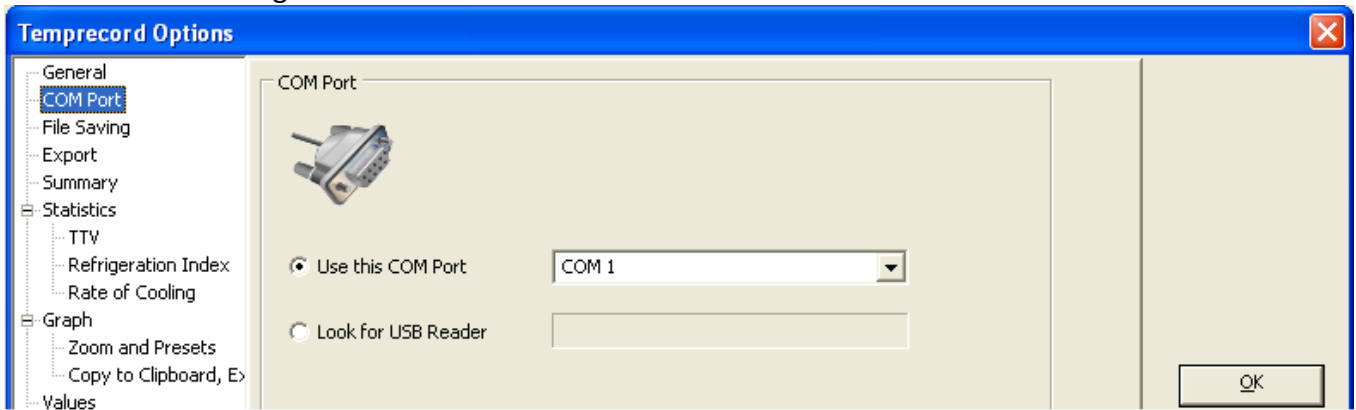 Temprecord Options
General
COM Port
File Saving
Export
Summary
Statistics
TTV
Refrigeration Index
Rate of Cooling
Graph
Zoom and Presets
Copy to Clipboard, Ex
Values
COM Port
Use this COM Port COM 1
Look for USB Reader
OK